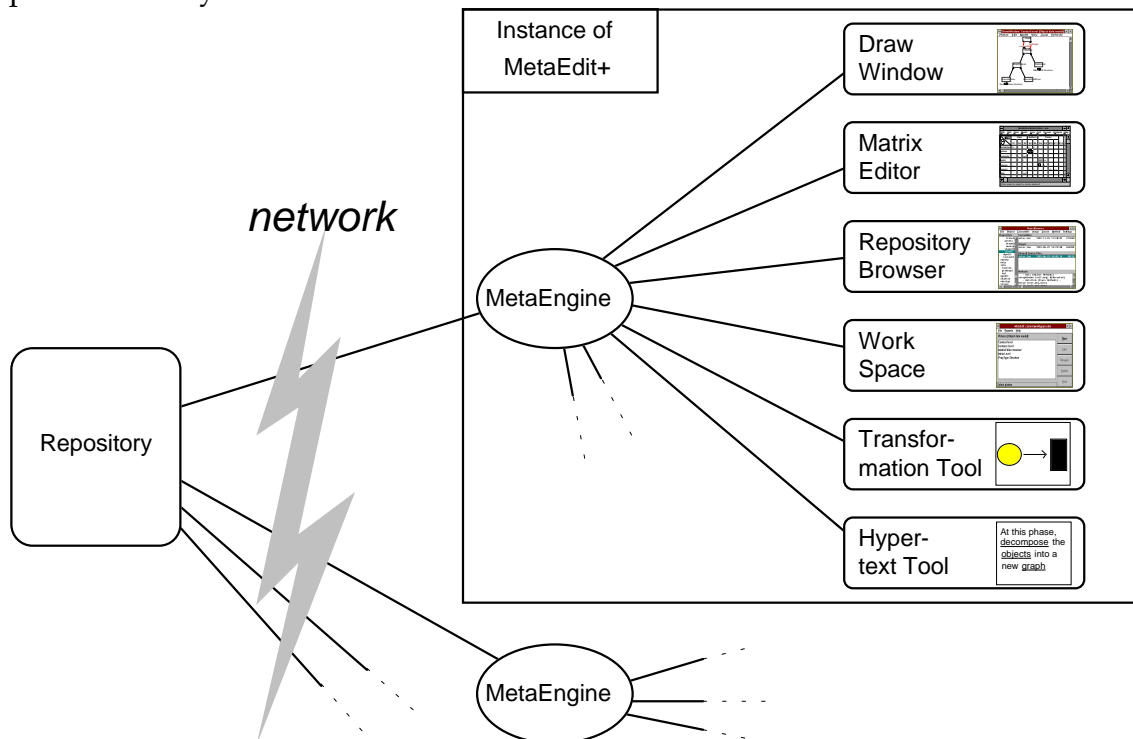 Instance of
MetaEdit+
Draw
Window
Matrix
Editor
network
Repository
Browser
MetaEngine
Work
Space
Repository
Transfor-
mation Tool
Hyper-
text Tool
At this phase,
decompose the
objects into a
new graph
MetaEngine